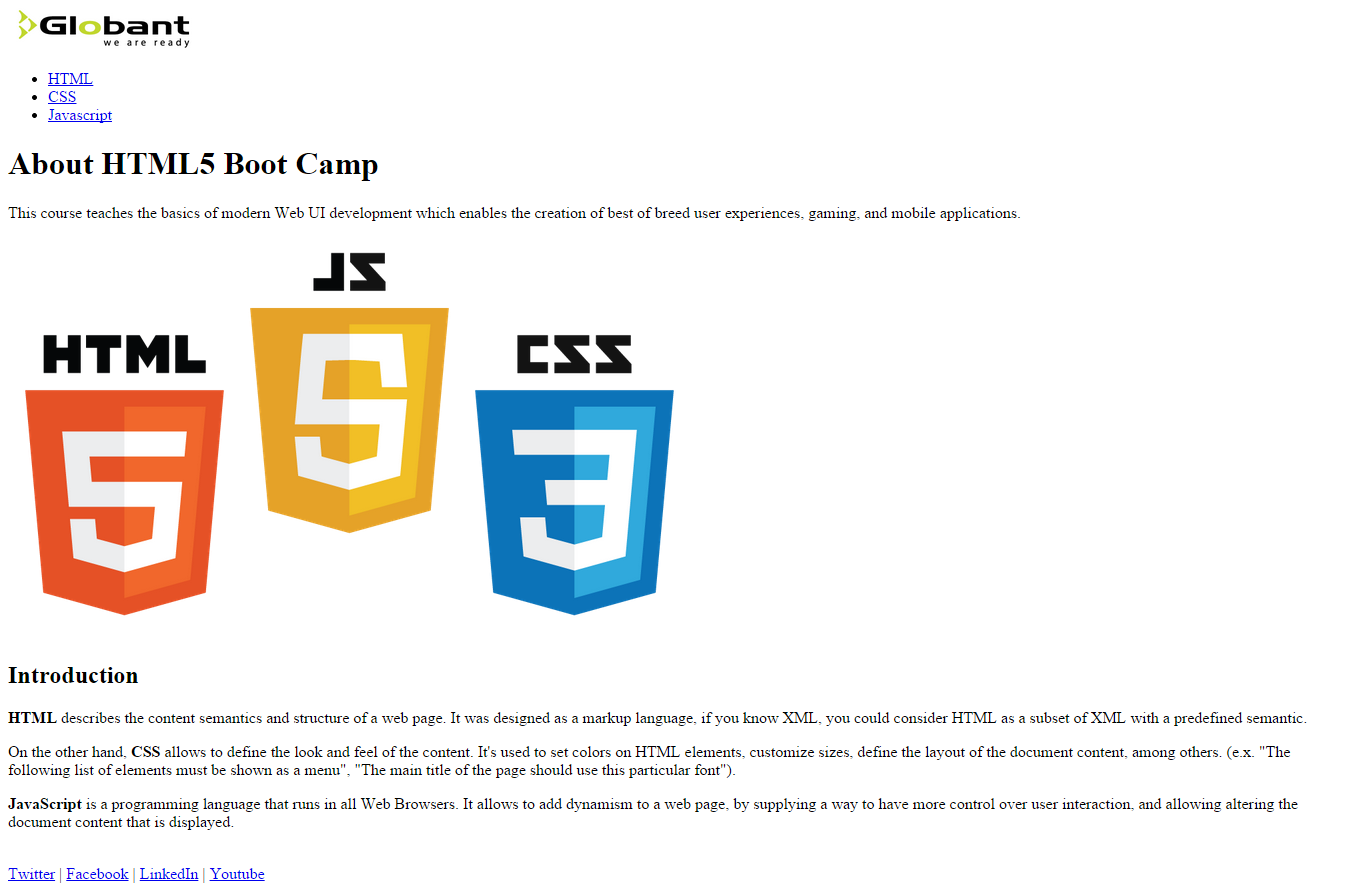 Globant
we are ready
HTML
CSS
Javascript
About HTML5 Boot Camp
This course teaches the basics of modern Web UI development which enables the creation of best of breed user experiences, gaming, and mobile applications.
JS
HTML
CSS
5
5
3
Introduction
HTML describes the content semantics and structure of a web page. It was designed as a markup language, if you know XML, you could consider HTML as a subset of XML with a predefined semantic.
On the other hand, CSS allows to define the look and feel of the content. It's used to set colors on HTML elements, customize sizes, define the layout of the document content, among others. (e.x. "The
following list of elements must be shown as a menu", "The main title of the page should use this particular font").
JavaScript is a programming language that runs in all Web Browsers. It allows to add dynamism to a web page, by supplying a way to have more control over user interaction, and allowing altering the
document content that is displayed.
Twitter | Facebook | LinkedIn | Youtube